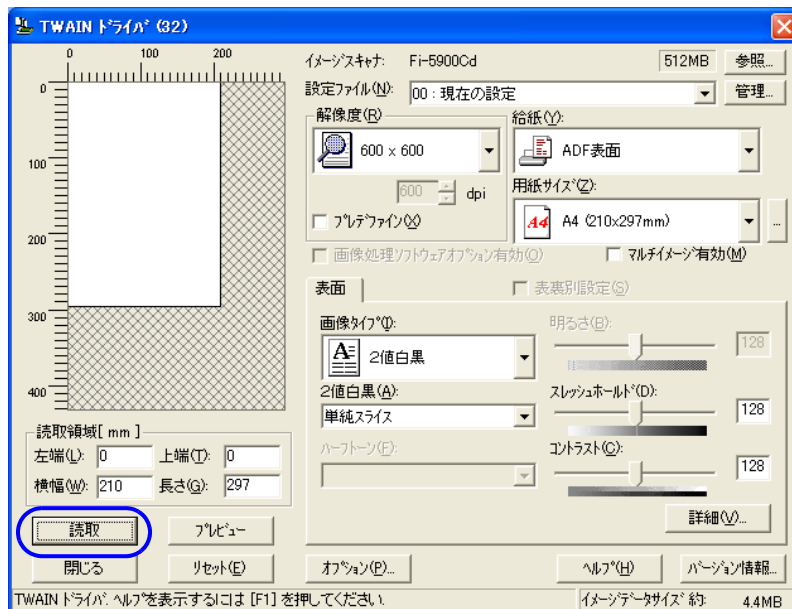 TWAIN ﾄﾞﾗｲﾊﾞ (32)
0 100 200
0
100
200
300
400
ｲﾒｰｼﾞｽｷｬﾅ: Fi-5900Cd 512MB 参照...
設定ﾌｧｲﾙ(N): 00 : 現在の設定 管理...
解像度(R)
600 x 600
600 dpi
ﾌﾟﾘﾃﾞﾌｧｲﾝ(X)
給紙(Y):
ADF表面
用紙ｻｲｽﾞ(Z):
A4 A4 (210x297mm) ...
画像処理ｿﾌﾄｳｪｱｵﾌﾟｼｮﾝ有効(O) ﾏﾙﾁｲﾒｰｼﾞ有効(M)
表面 表裏別設定(S)
画像ﾀｲﾌﾟ(I):
2値白黒
2値白黒(A):
単純ｽﾗｲｽ
ﾊｰﾌﾄｰﾝ(F):
明るさ(B):
128
ｽﾚｯｼｭﾎｰﾙﾄﾞ(D):
128
ｺﾝﾄﾗｽﾄ(C):
128
詳細(V)...
読取領域[ mm ]
左端(L): 0 上端(T): 0
横幅(W): 210 長さ(G): 297
読取 ﾌﾟﾚﾋﾞｭｰ
閉じる ﾘｾｯﾄ(E) ｵﾌﾟｼｮﾝ(P)... ﾍﾙﾌﾟ(H) ﾊﾞｰｼﾞｮﾝ情報...
TWAIN ﾄﾞﾗｲﾊﾞ. ﾍﾙﾌﾟを表示するには [F1] を押してください. ｲﾒｰｼﾞﾃﾞｰﾀｻｲｽﾞ 約: 4.4MB